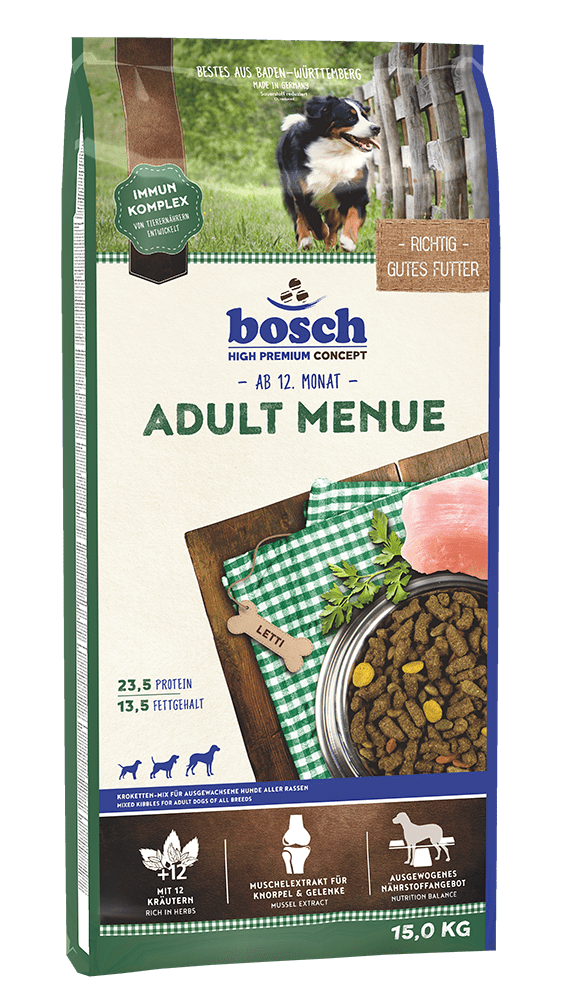 BESTES AUS BADEN-WÜRTTEMBERG
MADE IN GERMANY
IMMUN
KOMPLEX
VON TIERERNÄHRERN
ENTWICKELT
- RICHTIG -
GUTES FUTTER
bosch
HIGH PREMIUM CONCEPT
- AB 12. MONAT -
ADULT MENUE
LETTI
23,5 PROTEIN
13,5 FETTGEHALT
KROKETTEN-MIX FÜR AUSGEWACHSENE HUNDE ALLER RASSEN
MIXED KIBBLES FOR ADULT DOGS OF ALL BREEDS
+12
MIT 12
KRÄUTERN
RICH IN HERBS
MUSCHELEXTRAKT FÜR
KNORPEL & GELENKE
MUSSEL EXTRACT
AUSGEWOGENES
NÄHRSTOFFANGEBOT
NUTRITION BALANCE
15,0 KG